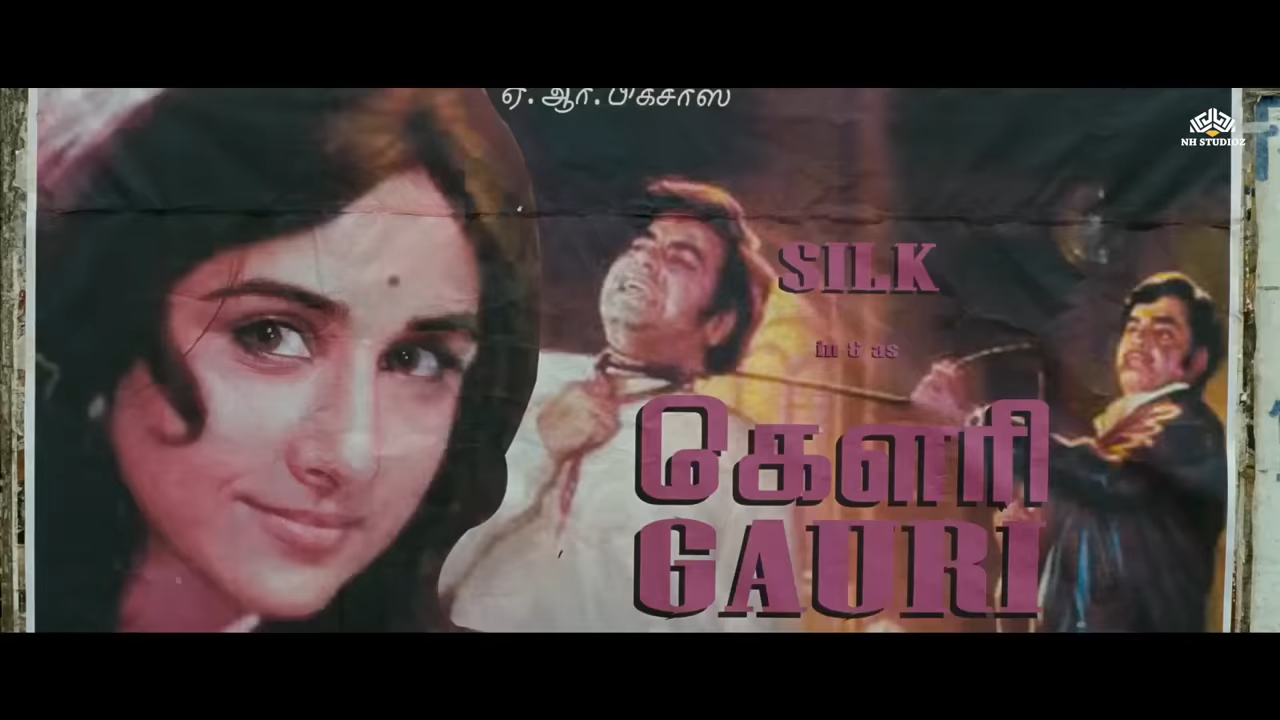 ஏ. ஆர். பிக்சர்ஸ்
NH STUDIOZ
SILK
in & as
கௌரி
GAURI